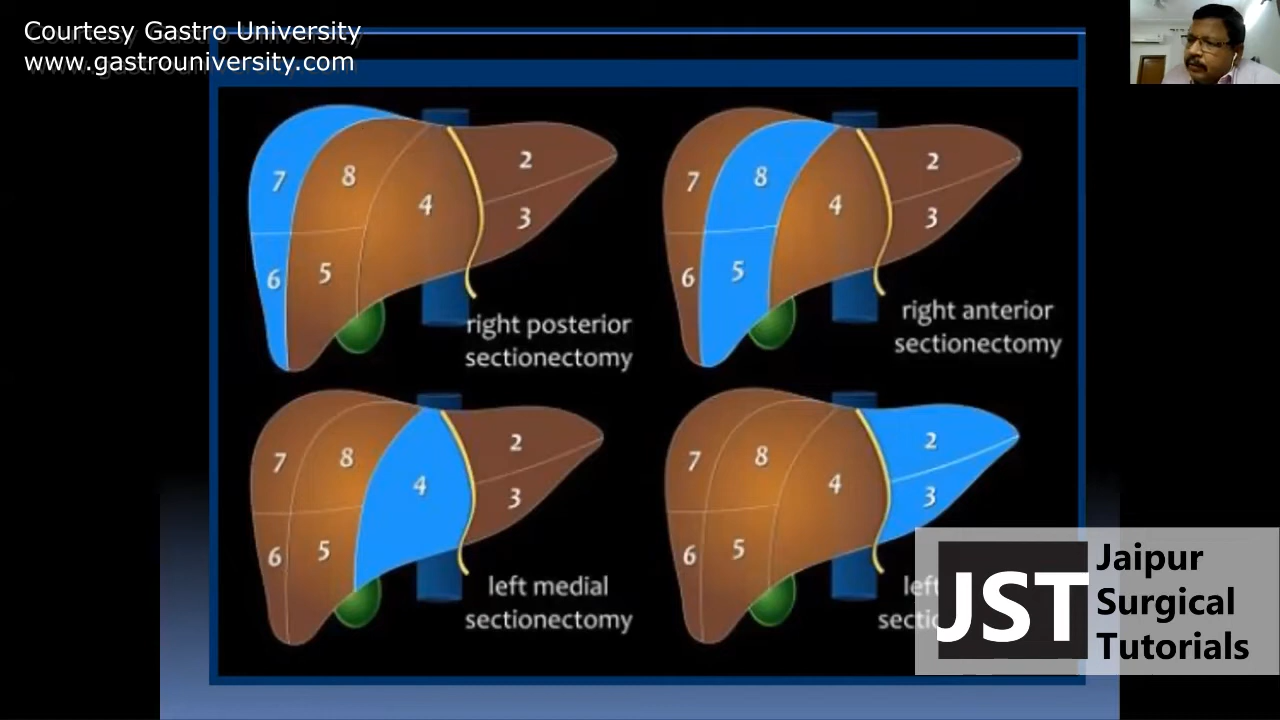 Courtesy Gastro University
www.gastrouniversity.com
7
8
4
2
3
6
5
right posterior
sectionectomy
7
8
4
2
3
6
5
right anterior
sectionectomy
7
8
4
2
3
6
5
left medial
sectionectomy
7
8
4
2
3
6
5
left
JST
Jaipur
Surgical
Tutorials